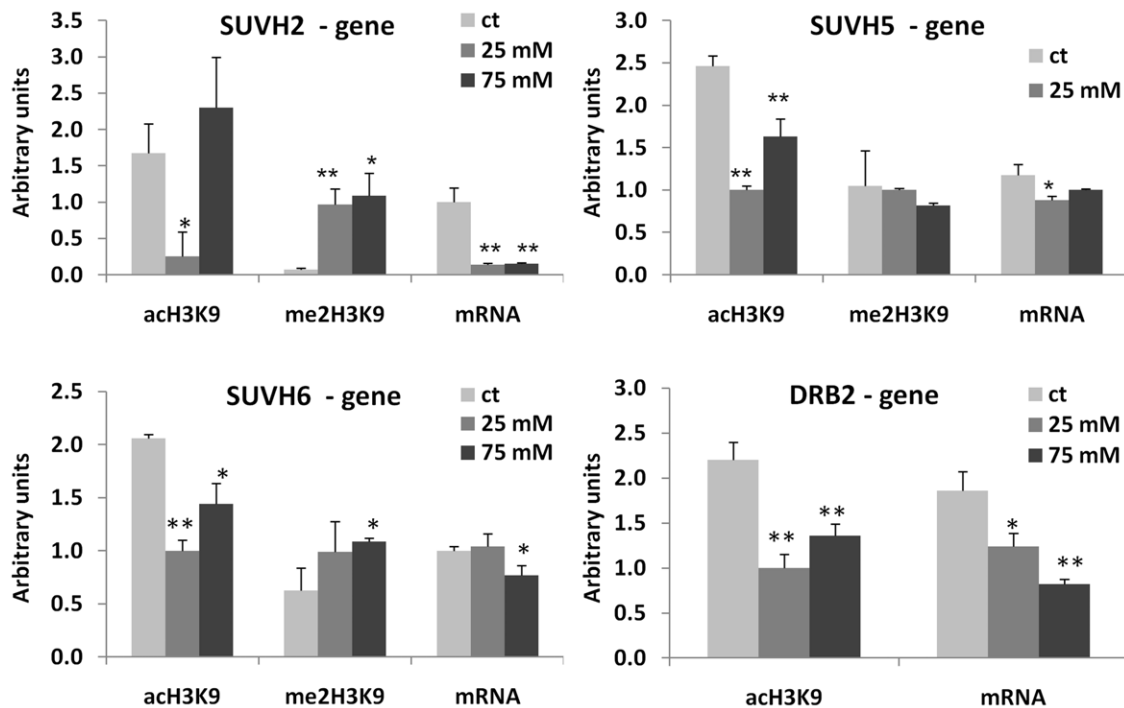 SUVH2 - gene
ct
25 mM
75 mM
Arbitrary units
3.5
3.0
2.5
2.0
1.5
1.0
0.5
0.0
*
**
*
**
**
acH3K9
me2H3K9
mRNA
SUVH5 - gene
ct
25 mM
Arbitrary units
3.0
2.5
2.0
1.5
1.0
0.5
0.0
**
**
*
acH3K9
me2H3K9
mRNA
SUVH6 - gene
ct
25 mM
75 mM
Arbitrary units
2.5
2.0
1.5
1.0
0.5
0.0
**
*
*
*
acH3K9
me2H3K9
mRNA
DRB2 - gene
ct
25 mM
75 mM
Arbitrary units
3.0
2.5
2.0
1.5
1.0
0.5
0.0
**
**
*
**
acH3K9
mRNA